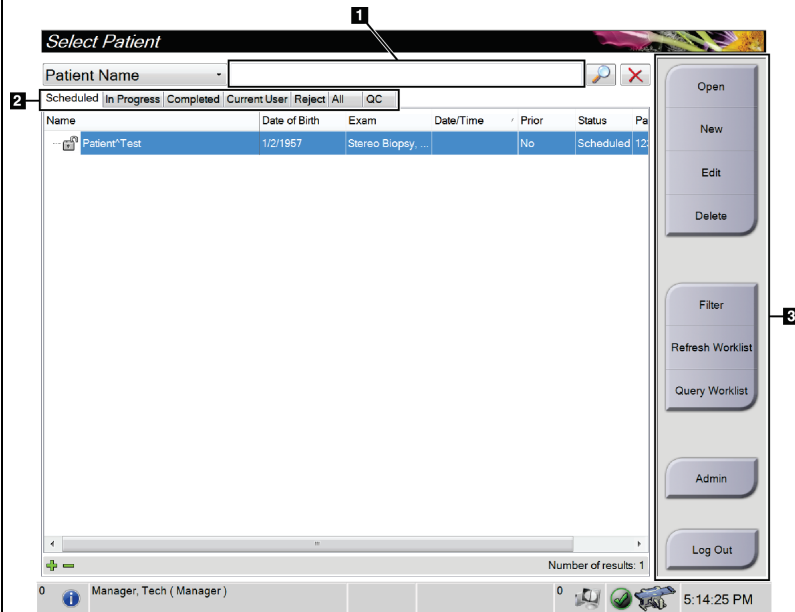 1
Select Patient
Patient Name
Open
2
Scheduled In Progress Completed Current User Reject All QC
Name Date of Birth Exam Date/Time Prior Status Pa
New
Patient^Test 1/2/1957 Stereo Biopsy, ... No Scheduled 12
Edit
Delete
Filter
3
Refresh Worklist
Query Worklist
Admin
Log Out
Number of results: 1
0 Manager, Tech ( Manager ) 0 5:14:25 PM